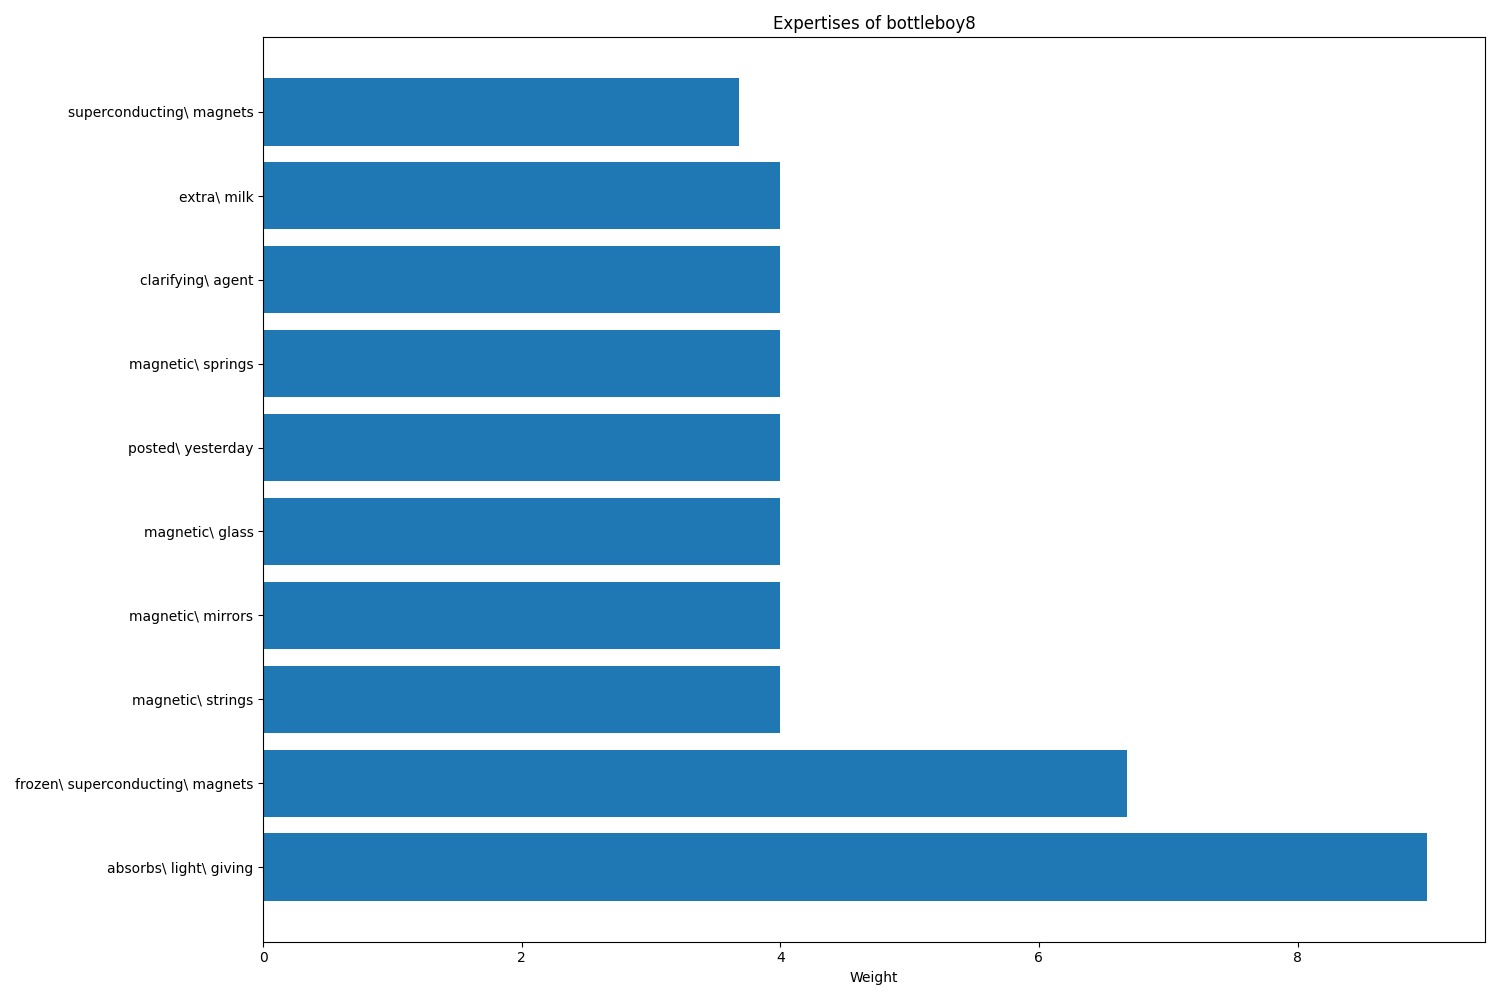 Expertises of bottleboy8
superconducting\ magnets
extra\ milk
clarifying\ agent
magnetic\ springs
posted\ yesterday
magnetic\ glass
magnetic\ mirrors
magnetic\ strings
frozen\ superconducting\ magnets
absorbs\ light\ giving
0 2 4 6 8
Weight